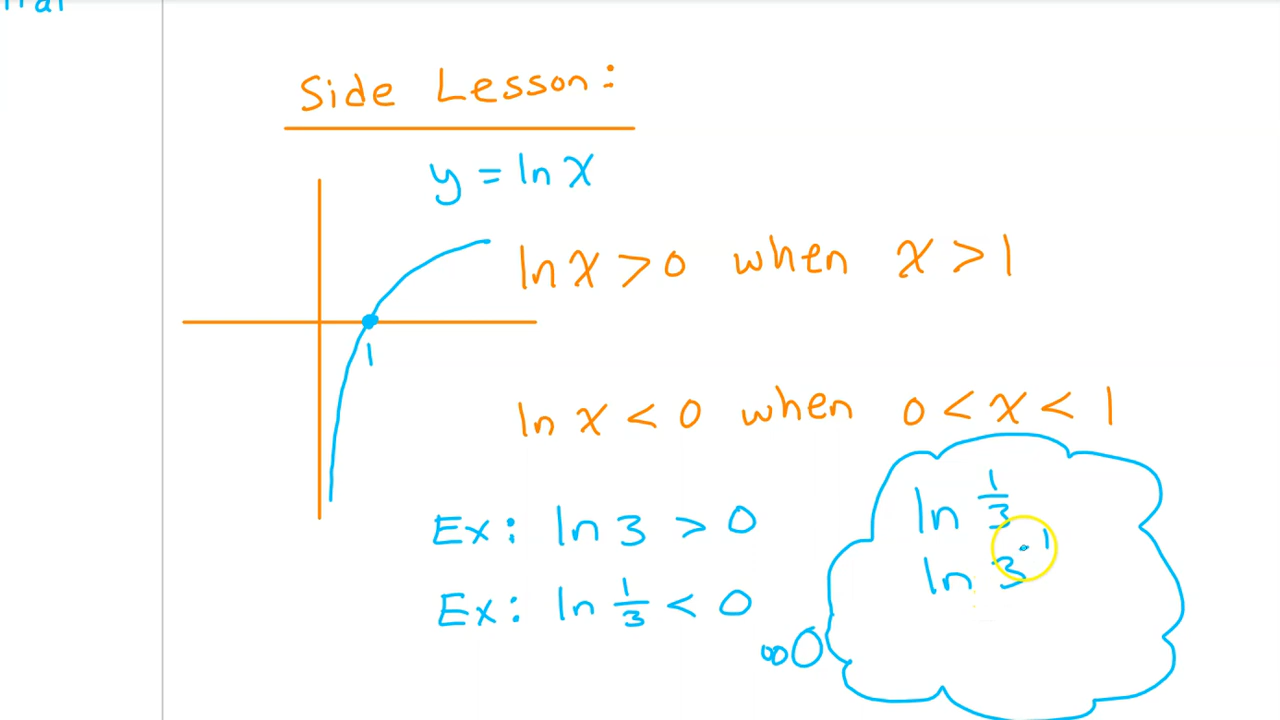 Side Lesson:
y = ln x
ln x > 0 when x > 1
1
ln x < 0 when 0 < x < 1
Ex: ln 3 > 0
Ex: ln 1/3 < 0
ln 1/3
ln 3⁻¹